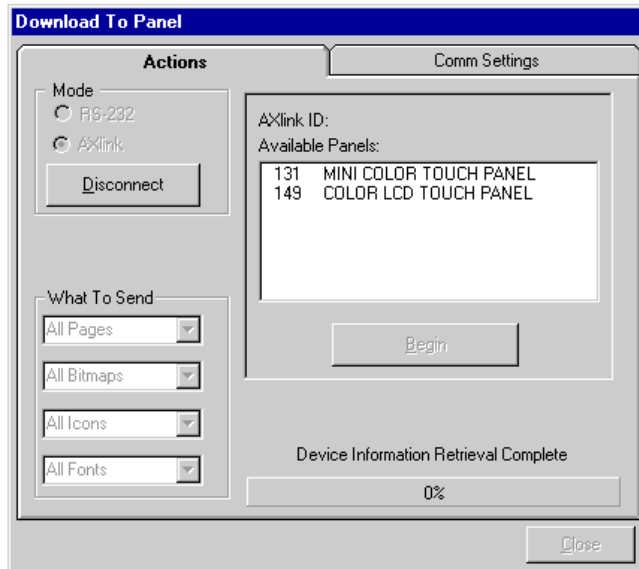 Download To Panel
Actions
Comm Settings
Mode
RS-232
AXlink
Disconnect
AXlink ID:
Available Panels:
131 MINI COLOR TOUCH PANEL
149 COLOR LCD TOUCH PANEL
Begin
What To Send
All Pages
All Bitmaps
All Icons
All Fonts
Device Information Retrieval Complete
0%
Close